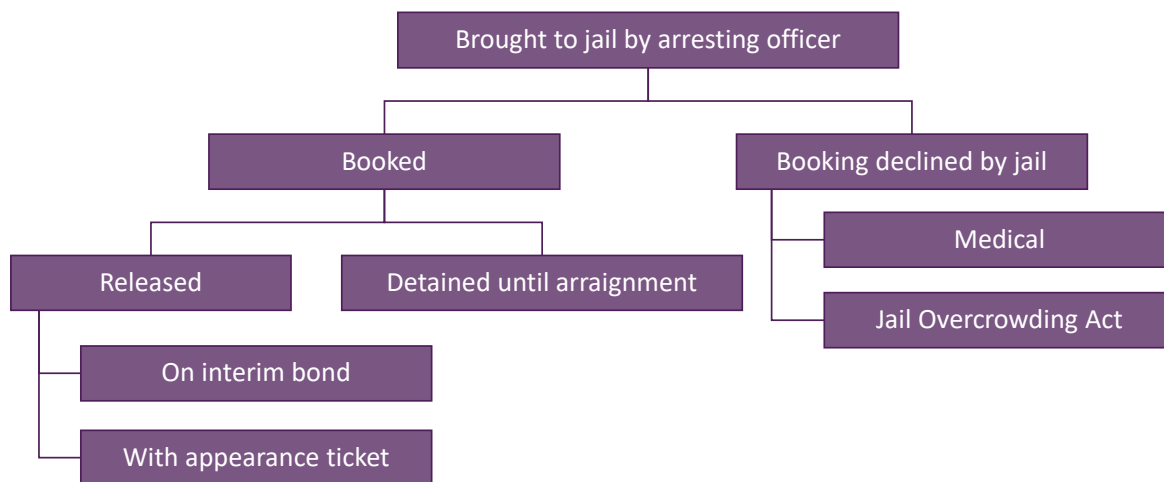 Brought to jail by arresting officer
Booked
Booking declined by jail
Medical
Released
Detained until arraignment
Jail Overcrowding Act
On interim bond
With appearance ticket